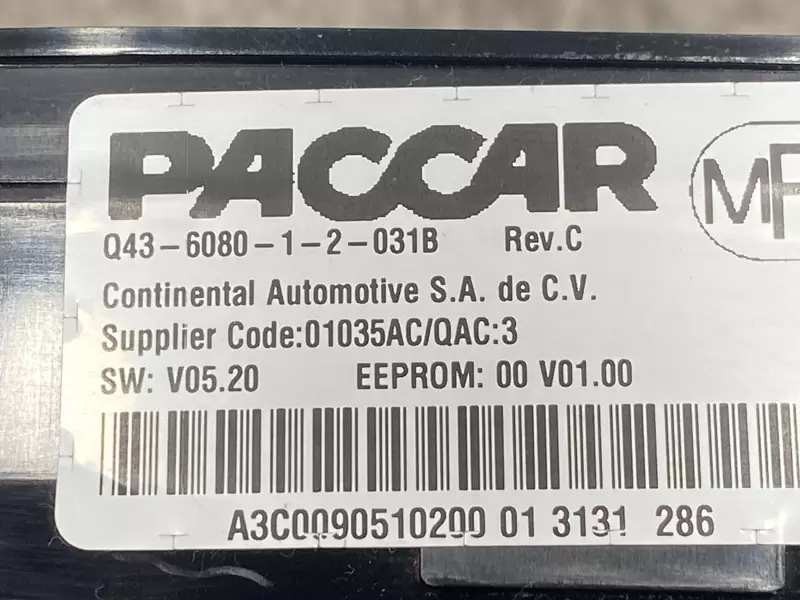 PACCAR
Q43-6080-1-2-031B Rev.C
Continental Automotive S.A. de C.V.
Supplier Code:01035AC/QAC:3
SW: V05.20 EEPROM: 00 V01.00
A3C0090510200 01 3131 286